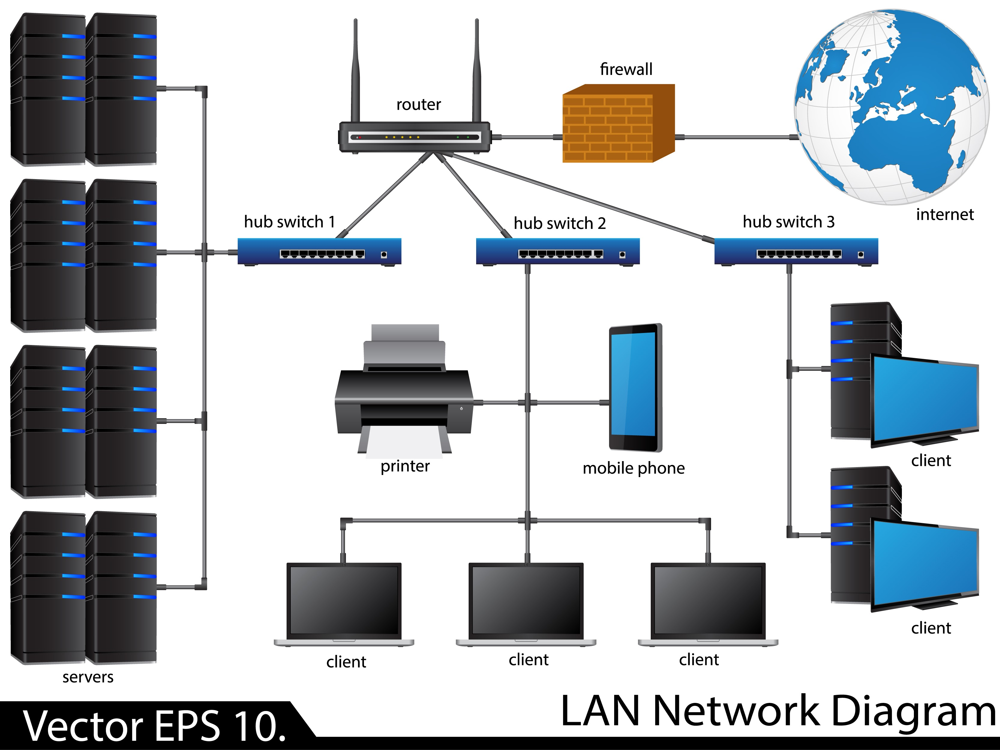 firewall
router
internet
hub switch 1
hub switch 2
hub switch 3
printer
mobile phone
client
client
client
client
client
servers
LAN Network Diagram
Vector EPS 10.